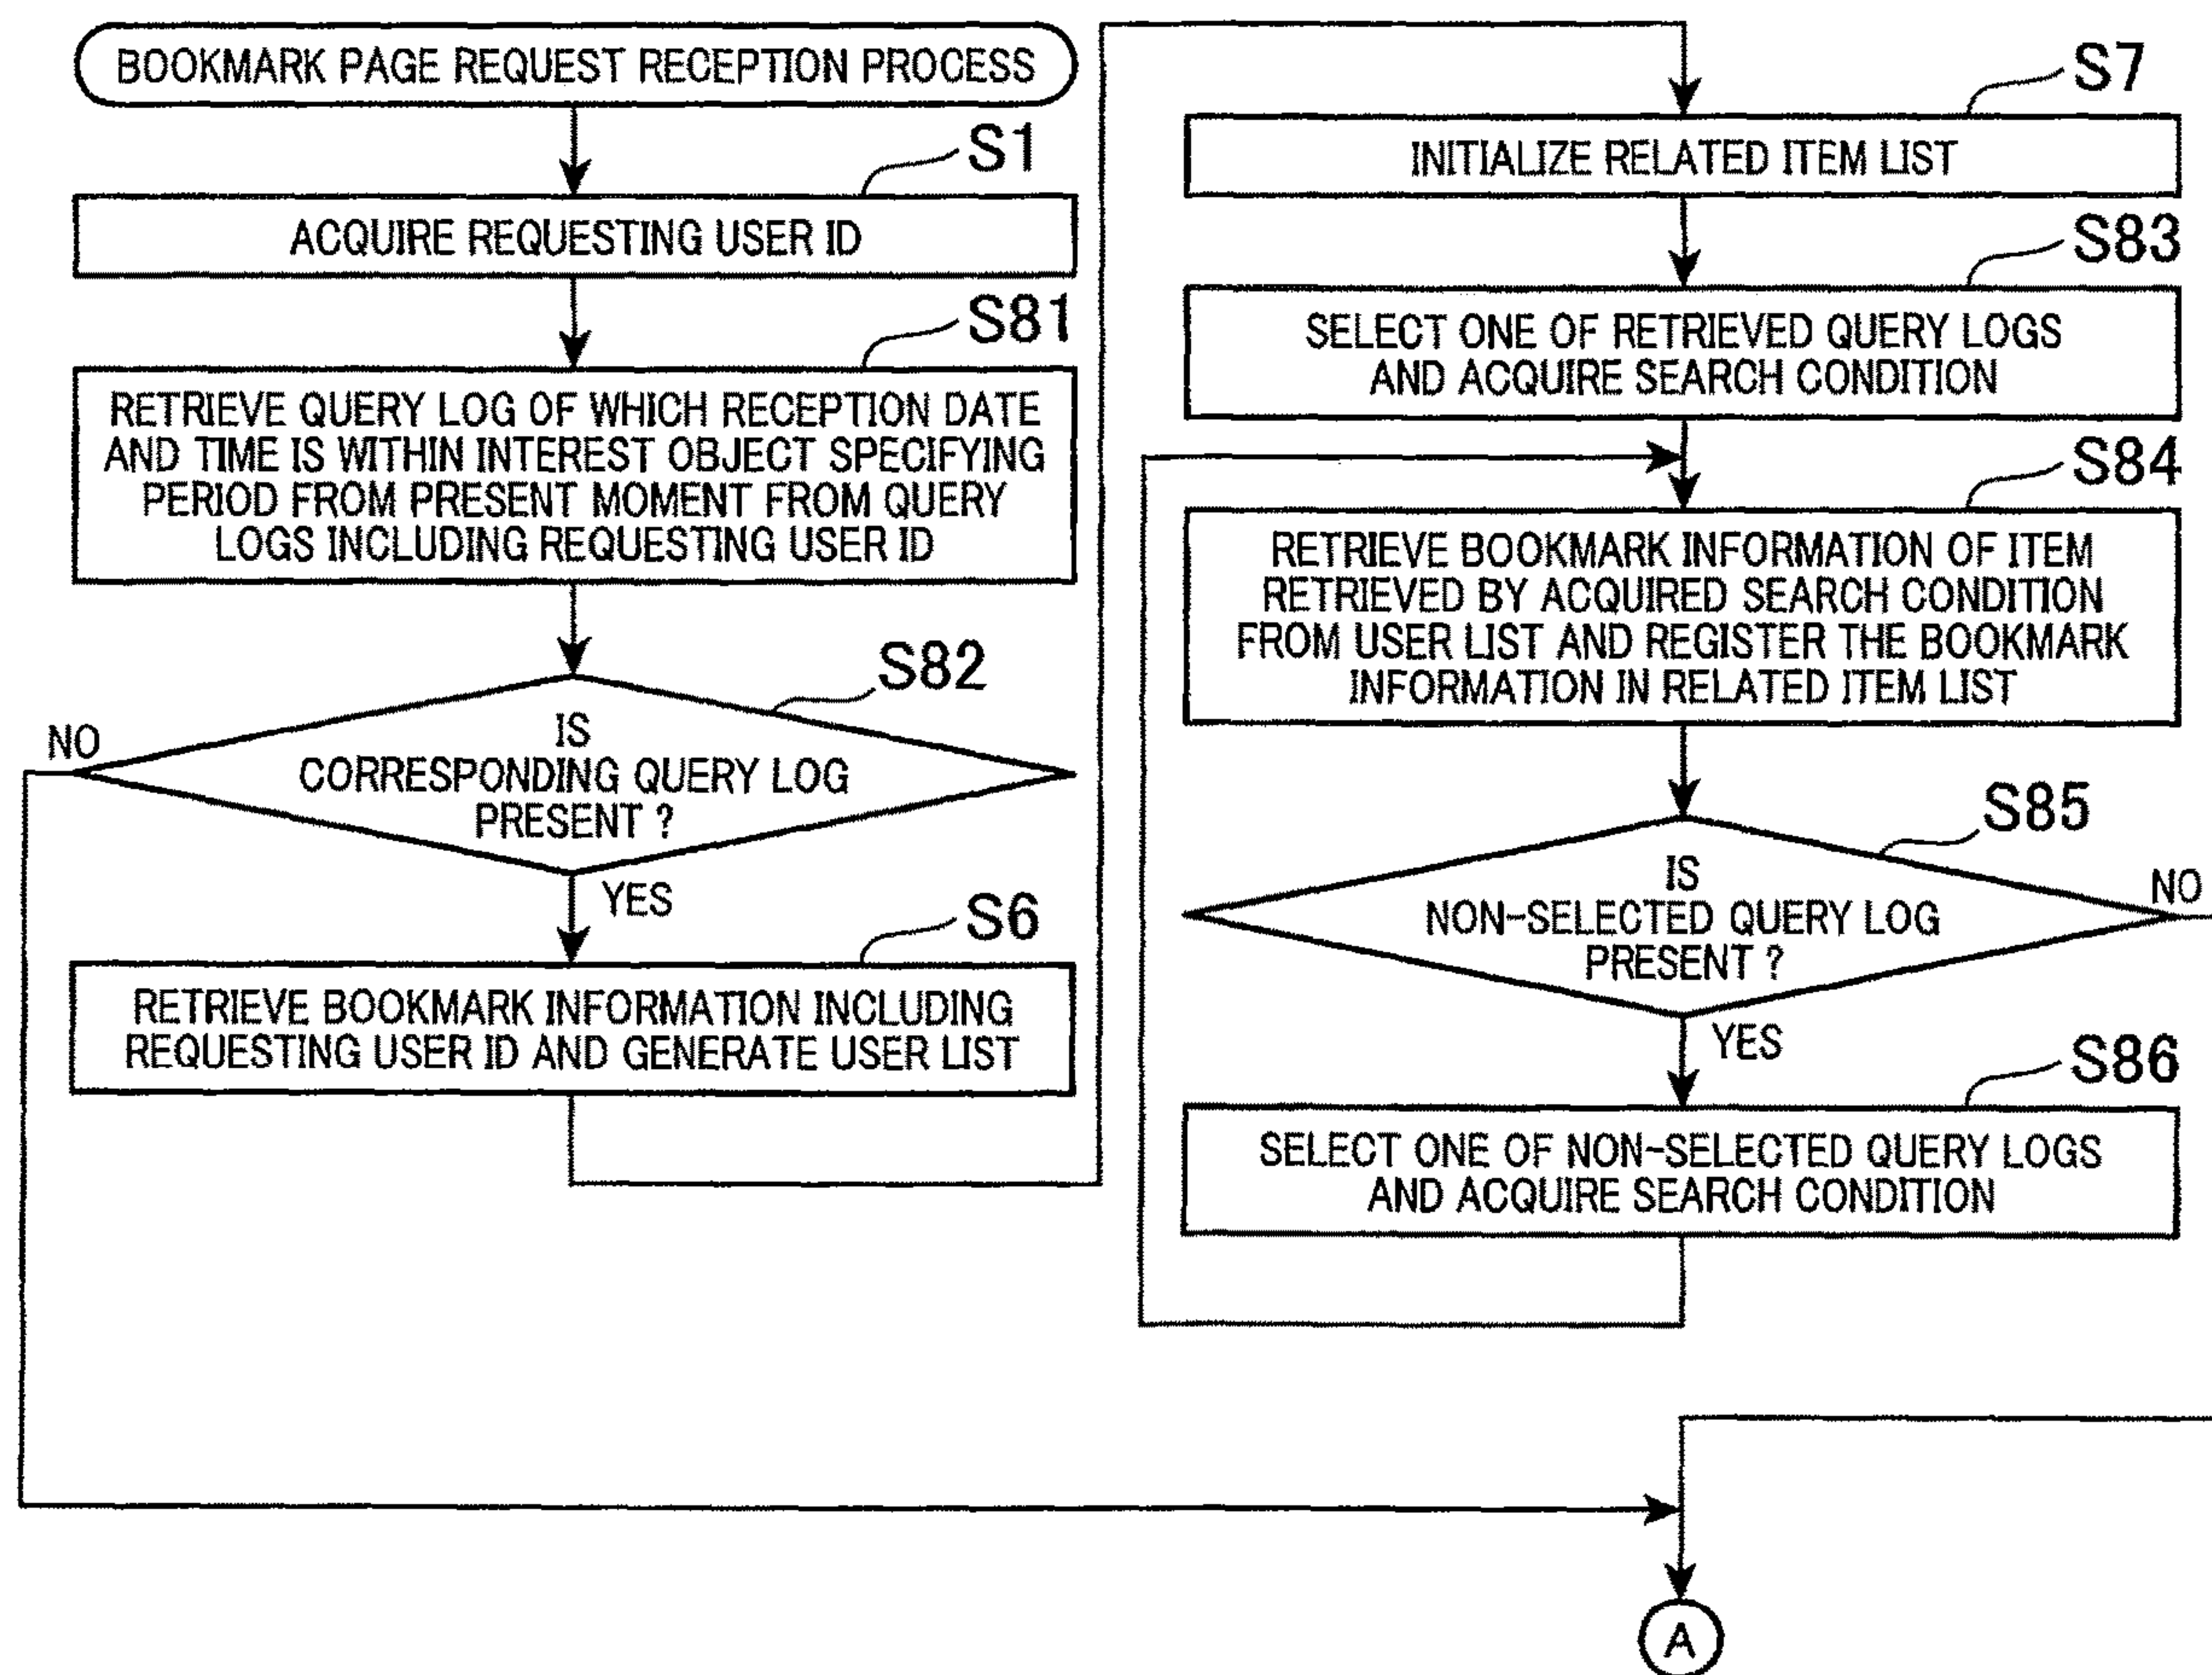 BOOKMARK PAGE REQUEST RECEPTION PROCESS
S1
ACQUIRE REQUESTING USER ID
S81
RETRIEVE QUERY LOG OF WHICH RECEPTION DATE
AND TIME IS WITHIN INTEREST OBJECT SPECIFYING
PERIOD FROM PRESENT MOMENT FROM QUERY
LOGS INCLUDING REQUESTING USER ID
S82
NO
IS
CORRESPONDING QUERY LOG
PRESENT ?
YES
S6
RETRIEVE BOOKMARK INFORMATION INCLUDING
REQUESTING USER ID AND GENERATE USER LIST
S7
INITIALIZE RELATED ITEM LIST
S83
SELECT ONE OF RETRIEVED QUERY LOGS
AND ACQUIRE SEARCH CONDITION
S84
RETRIEVE BOOKMARK INFORMATION OF ITEM
RETRIEVED BY ACQUIRED SEARCH CONDITION
FROM USER LIST AND REGISTER THE BOOKMARK
INFORMATION IN RELATED ITEM LIST
S85
IS
NON-SELECTED QUERY LOG
PRESENT ?
NO
YES
S86
SELECT ONE OF NON-SELECTED QUERY LOGS
AND ACQUIRE SEARCH CONDITION
A